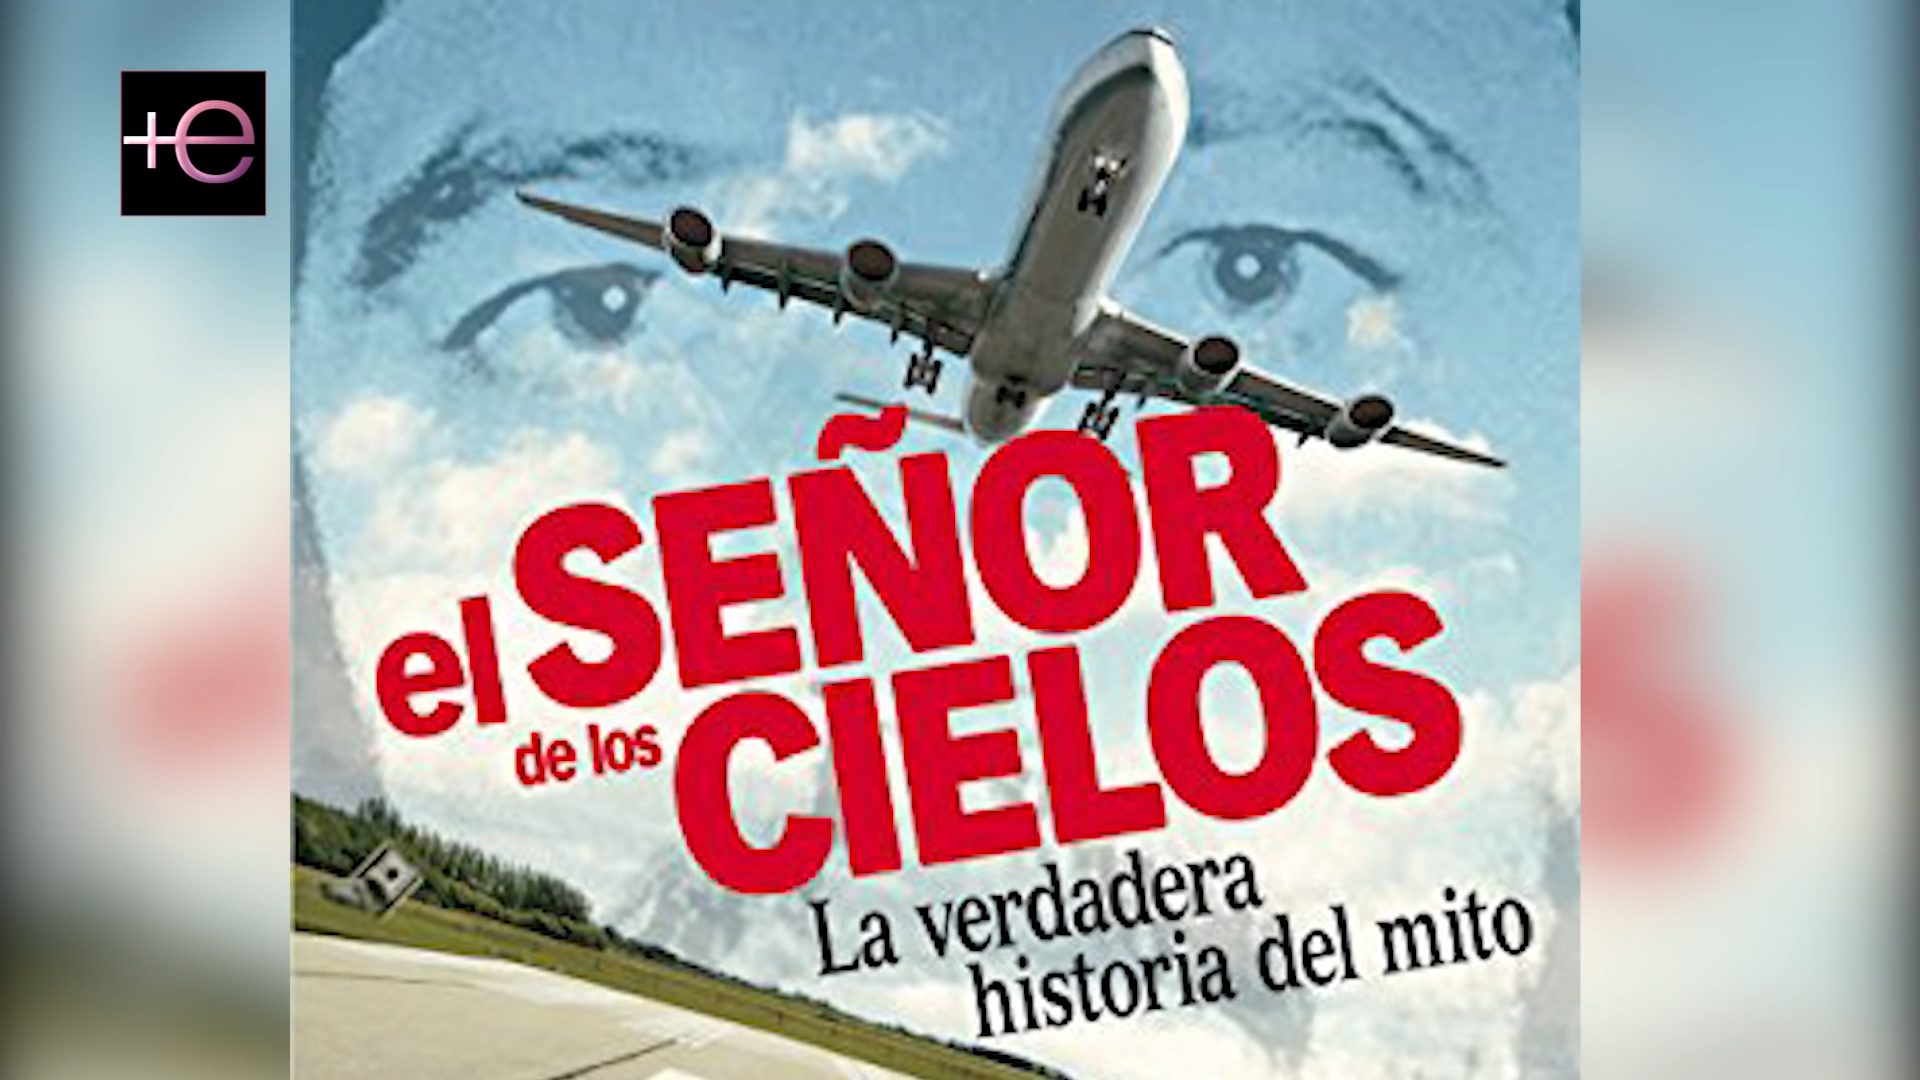 +e
el SEÑOR
de los CIELOS
La verdadera
historia del mito